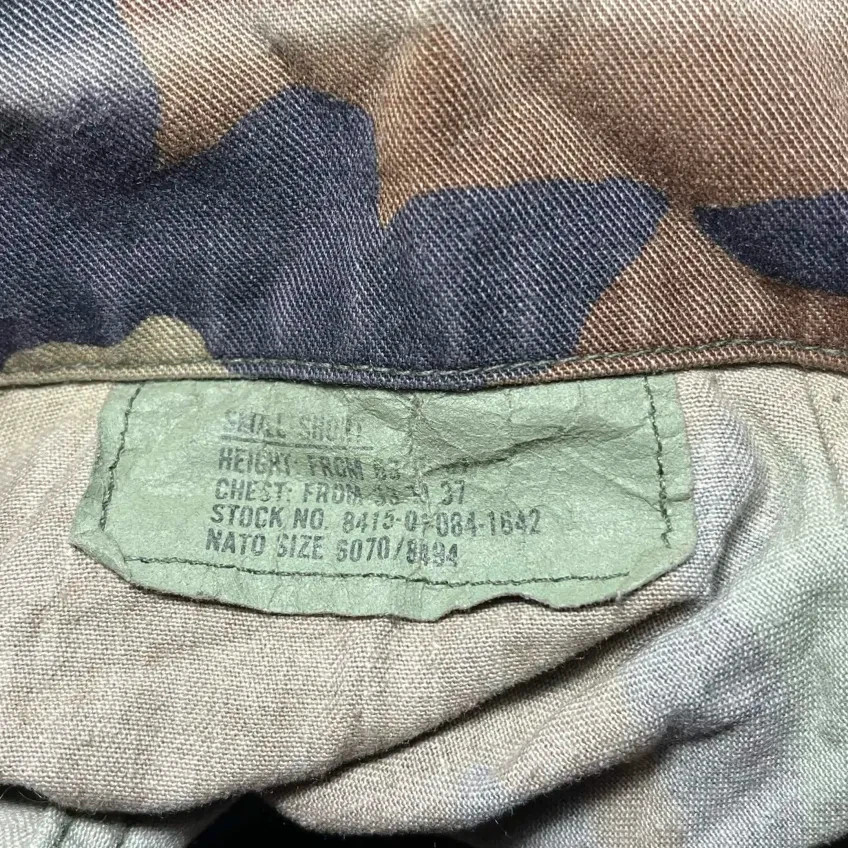 SMALL SHORT
HEIGHT: FROM 63
CHEST: FROM 33 37
STOCK NO. 8415-01-084-1642
NATO SIZE 6070/8494